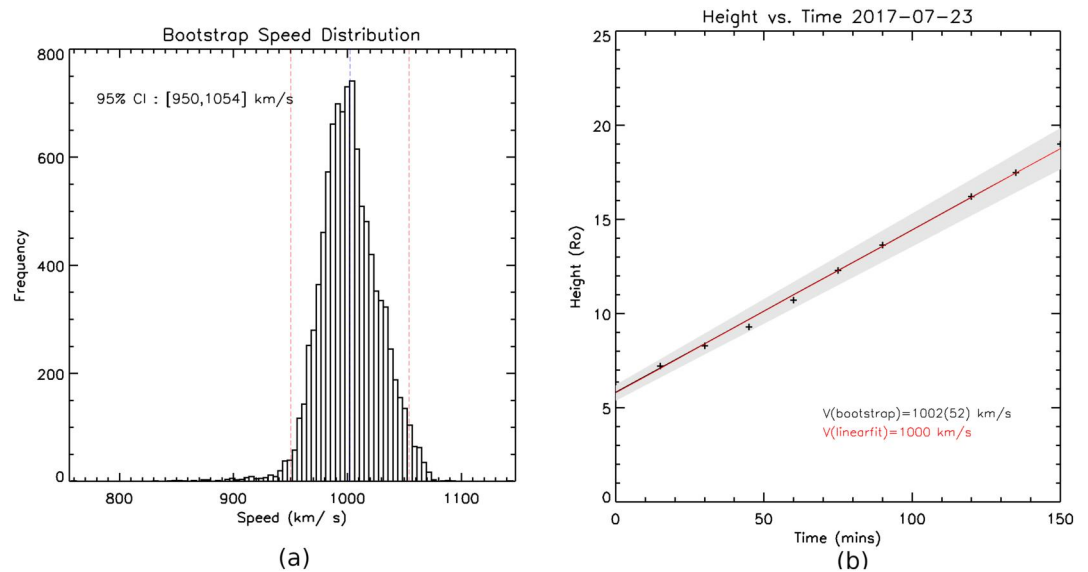 Bootstrap Speed Distribution
800
600
400
200
0
95% CI : [950,1054] km/s
Frequency
800
900
1000
1100
Speed (km/ s)
(a)
Height vs. Time 2017-07-23
25
20
15
10
5
0
Height (Ro)
V(bootstrap)=1002(52) km/s
V(linearfit)=1000 km/s
0
50
100
150
Time (mins)
(b)